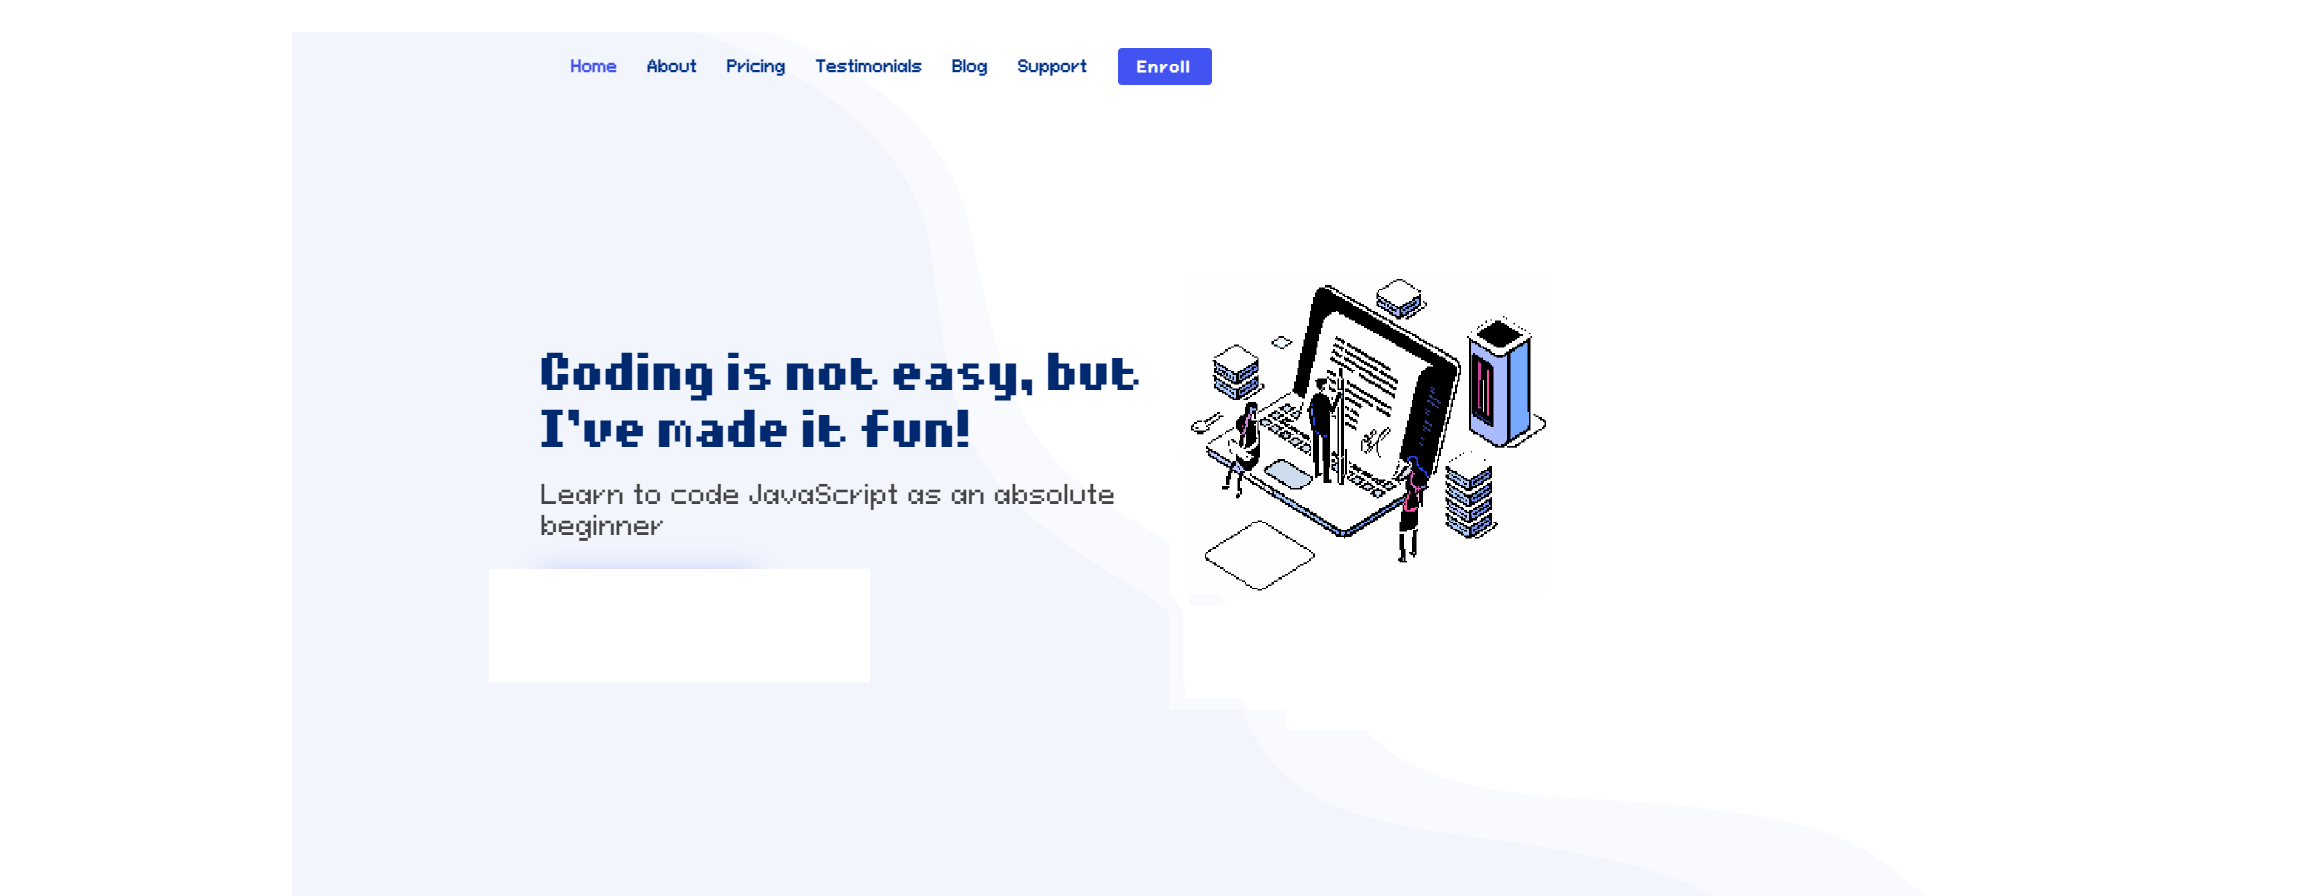 Home About Pricing Testimonials Blog Support Enroll
Coding is not easy, but
I've made it fun!
Learn to code JavaScript as an absolute
beginner